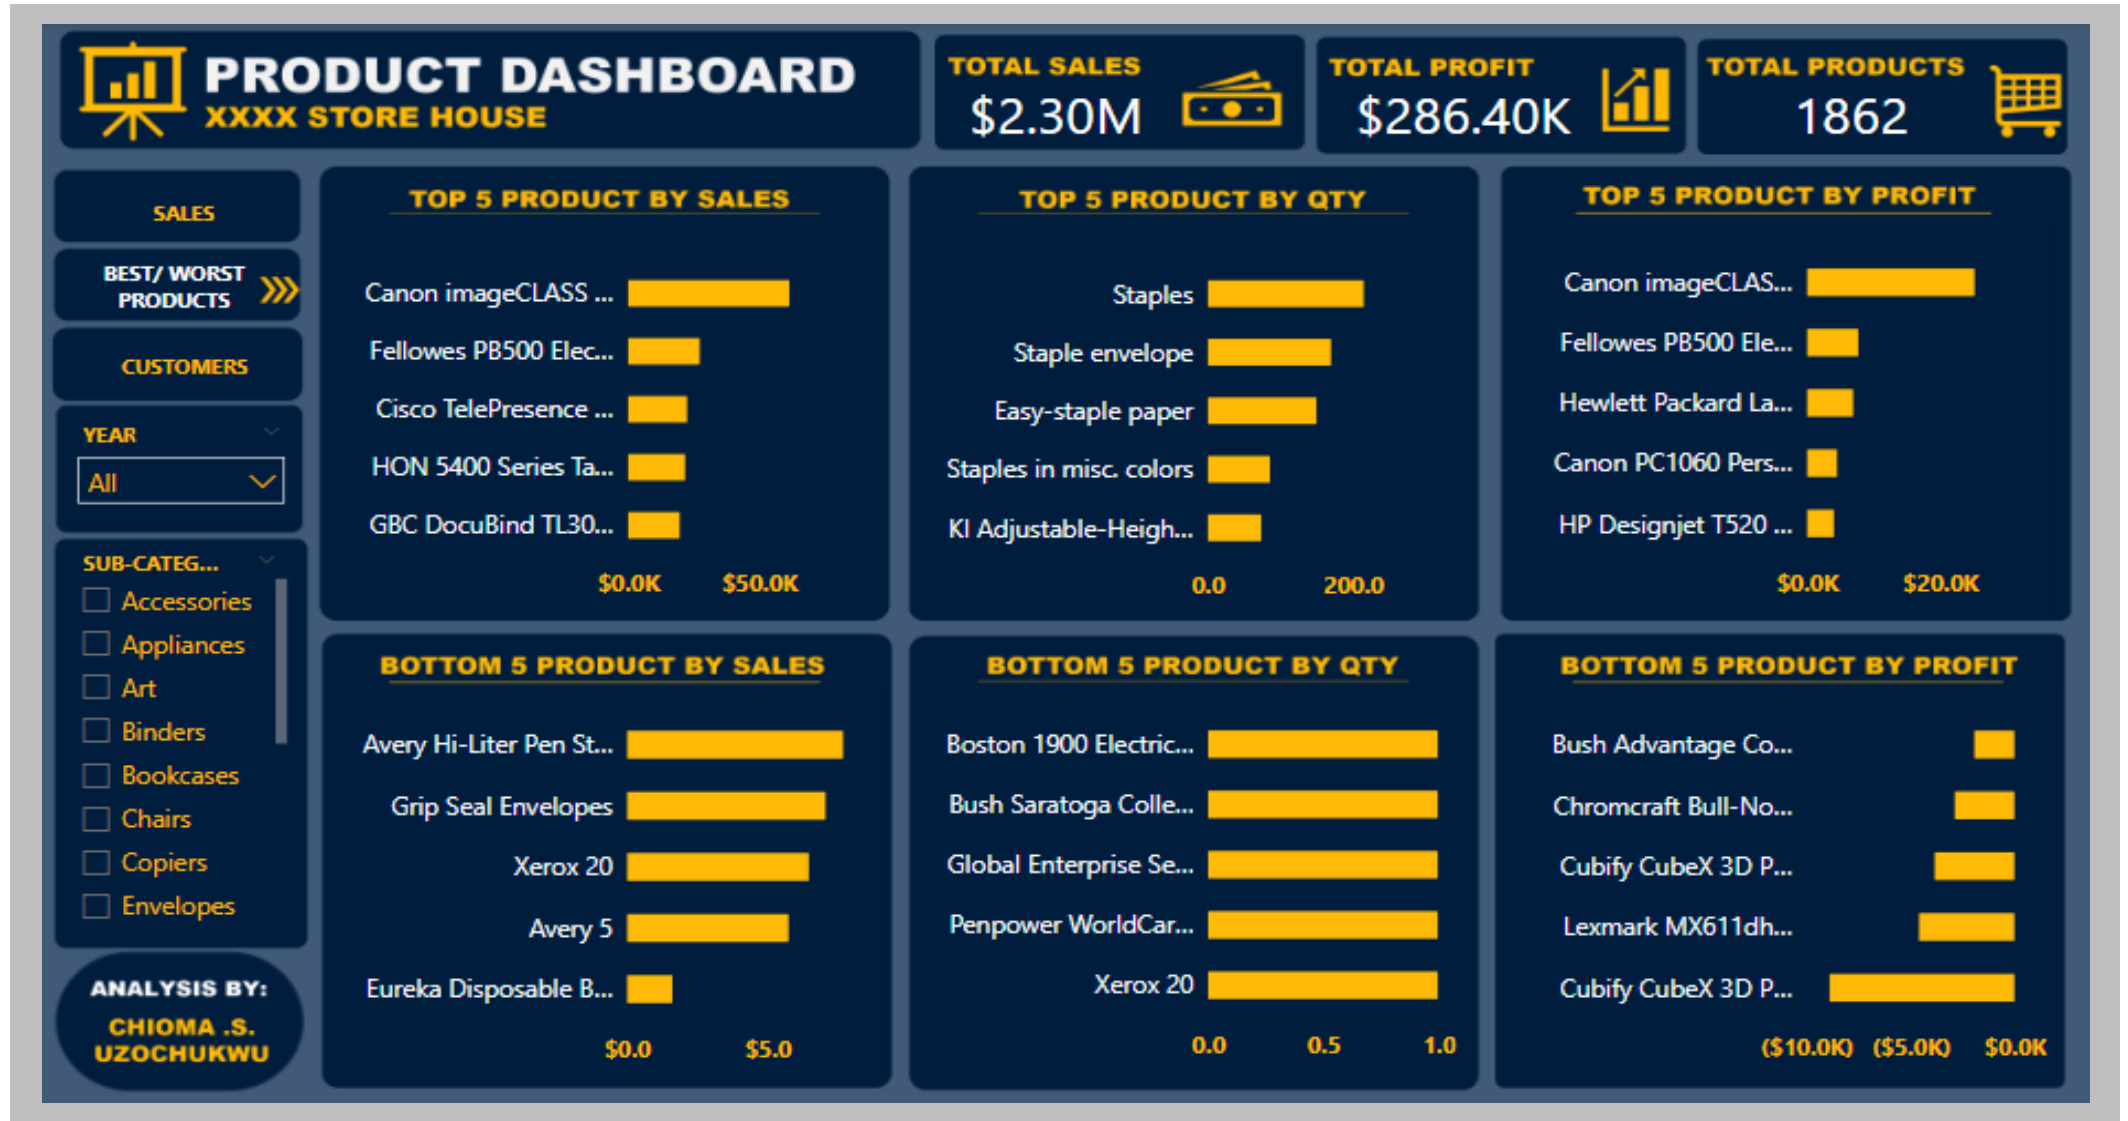 PRODUCT DASHBOARD
XXXX STORE HOUSE
TOTAL SALES
$2.30M
TOTAL PROFIT
$286.40K
TOTAL PRODUCTS
1862
SALES
BEST/ WORST
PRODUCTS
CUSTOMERS
YEAR
All
SUB-CATEG...
Accessories
Appliances
Art
Binders
Bookcases
Chairs
Copiers
Envelopes
ANALYSIS BY:
CHIOMA .S.
UZOCHUKWU
TOP 5 PRODUCT BY SALES
Canon imageCLASS ...
Fellowes PB500 Elec...
Cisco TelePresence ...
HON 5400 Series Ta...
GBC DocuBind TL30...
$0.0K $50.0K
TOP 5 PRODUCT BY QTY
Staples
Staple envelope
Easy-staple paper
Staples in misc. colors
KI Adjustable-Heigh...
0.0 200.0
TOP 5 PRODUCT BY PROFIT
Canon imageCLAS...
Fellowes PB500 Ele...
Hewlett Packard La...
Canon PC1060 Pers...
HP Designjet T520 ...
$0.0K $20.0K
BOTTOM 5 PRODUCT BY SALES
Avery Hi-Liter Pen St...
Grip Seal Envelopes
Xerox 20
Avery 5
Eureka Disposable B...
$0.0 $5.0
BOTTOM 5 PRODUCT BY QTY
Boston 1900 Electric...
Bush Saratoga Colle...
Global Enterprise Se...
Penpower WorldCar...
Xerox 20
0.0 0.5 1.0
BOTTOM 5 PRODUCT BY PROFIT
Bush Advantage Co...
Chromcraft Bull-No...
Cubify CubeX 3D P...
Lexmark MX611dh...
Cubify CubeX 3D P...
($10.0K) ($5.0K) $0.0K